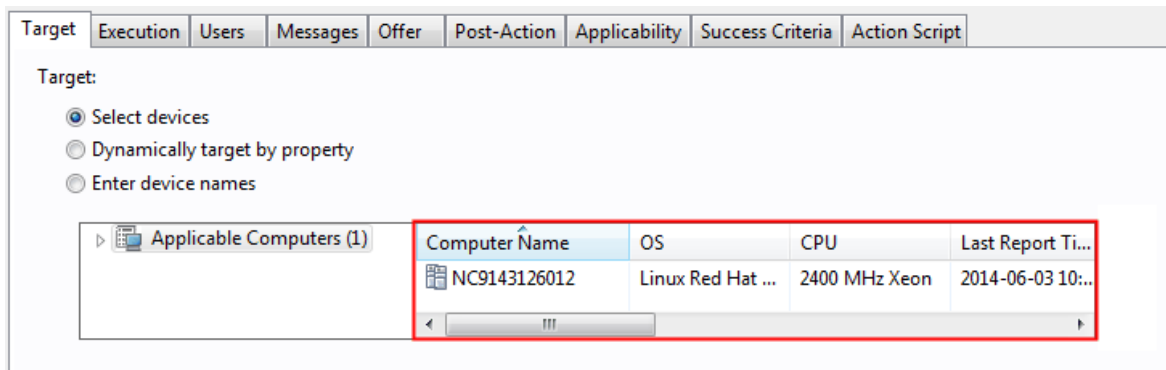 Target Execution Users Messages Offer Post-Action Applicability Success Criteria Action Script
Target:
Select devices
Dynamically target by property
Enter device names
Applicable Computers (1)
Computer Name OS CPU Last Report Ti...
NC9143126012 Linux Red Hat ... 2400 MHz Xeon 2014-06-03 10:...